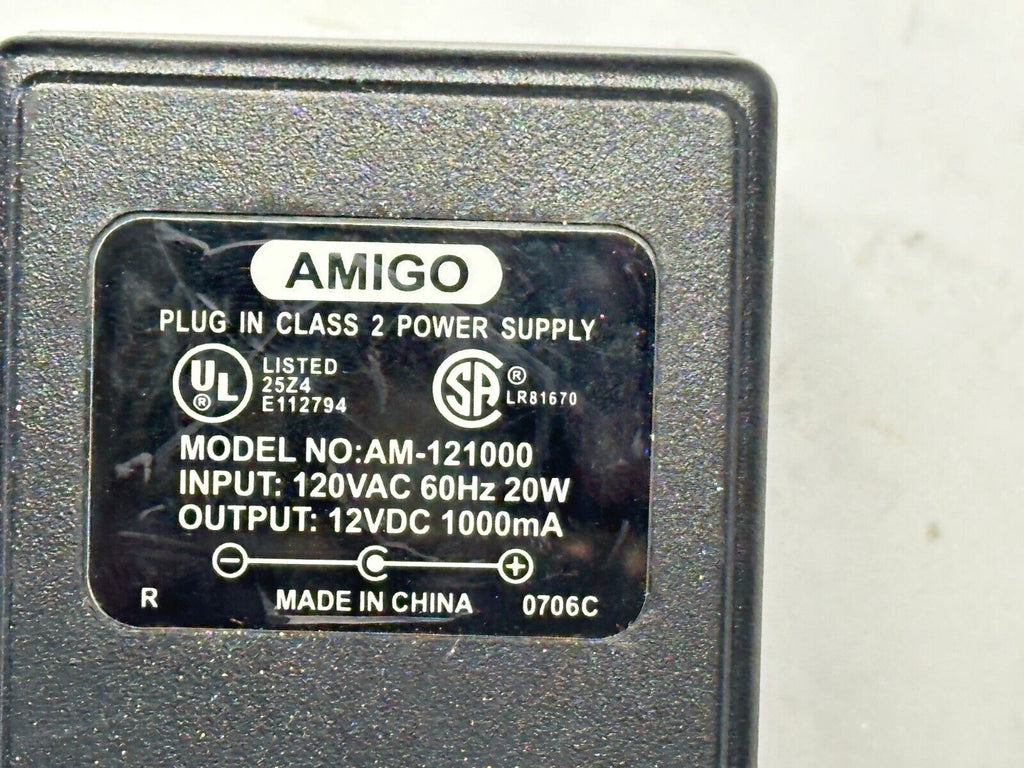 AMIGO
PLUG IN CLASS 2 POWER SUPPLY
UL ® LISTED
25Z4
E112794
SA ®
LR81670
MODEL NO:AM-121000
INPUT: 120VAC 60Hz 20W
OUTPUT: 12VDC 1000mA
− +
R MADE IN CHINA 0706C